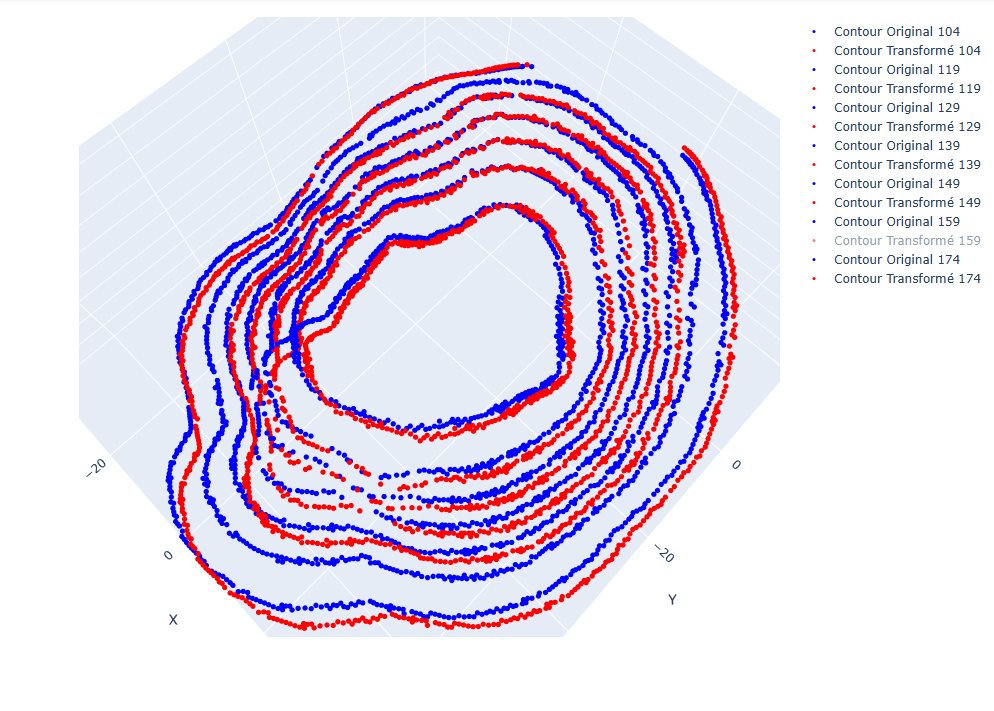 Contour Original 104
Contour Transformé 104
Contour Original 119
Contour Transformé 119
Contour Original 129
Contour Transformé 129
Contour Original 139
Contour Transformé 139
Contour Original 149
Contour Transformé 149
Contour Original 159
Contour Transformé 159
Contour Original 174
Contour Transformé 174
−20
0
X
0
−20
Y